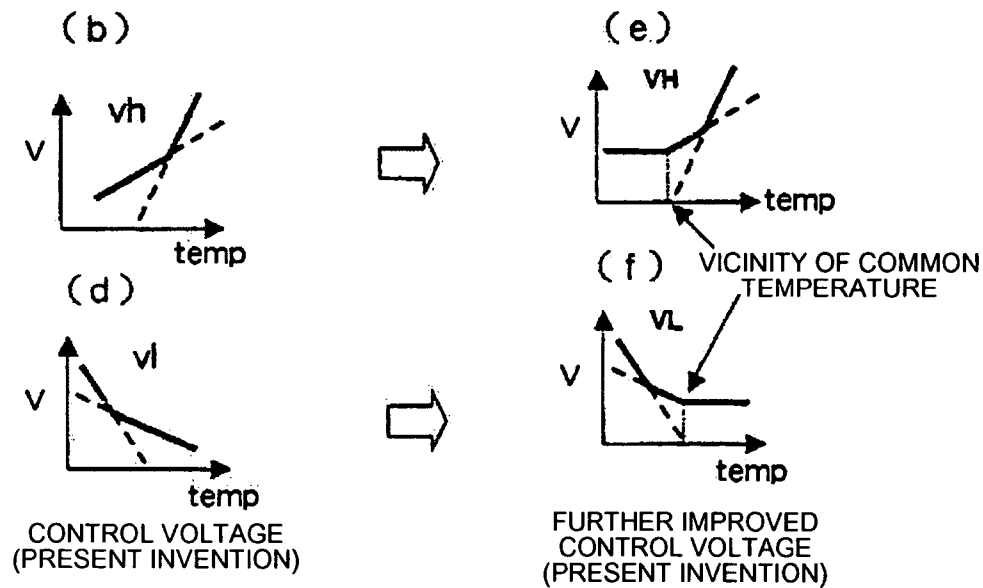 (b)
vh
V
temp
(e)
VH
V
temp
VICINITY OF COMMON
TEMPERATURE
(d)
vl
V
temp
CONTROL VOLTAGE
(PRESENT INVENTION)
(f)
VL
V
temp
FURTHER IMPROVED
CONTROL VOLTAGE
(PRESENT INVENTION)